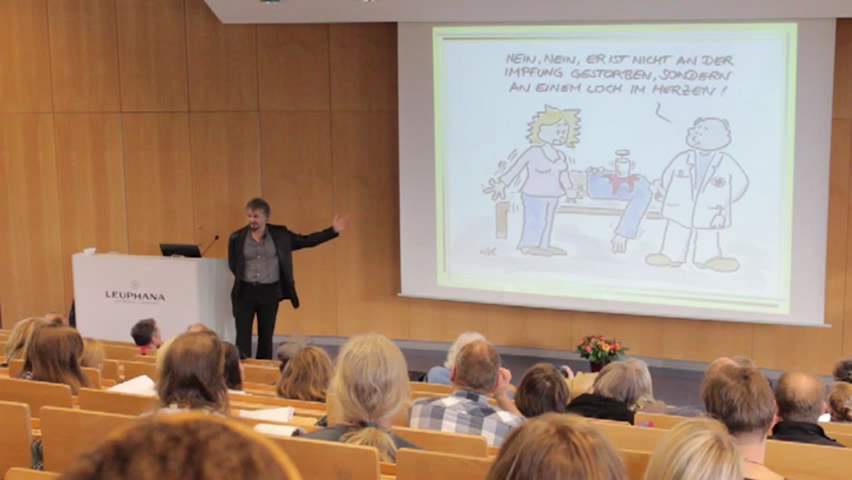 NEIN, NEIN, ER IST NICHT AN DER
IMPFUNG GESTORBEN, SONDERN
AN EINEM LOCH IM HERZEN!
LEUPHANA